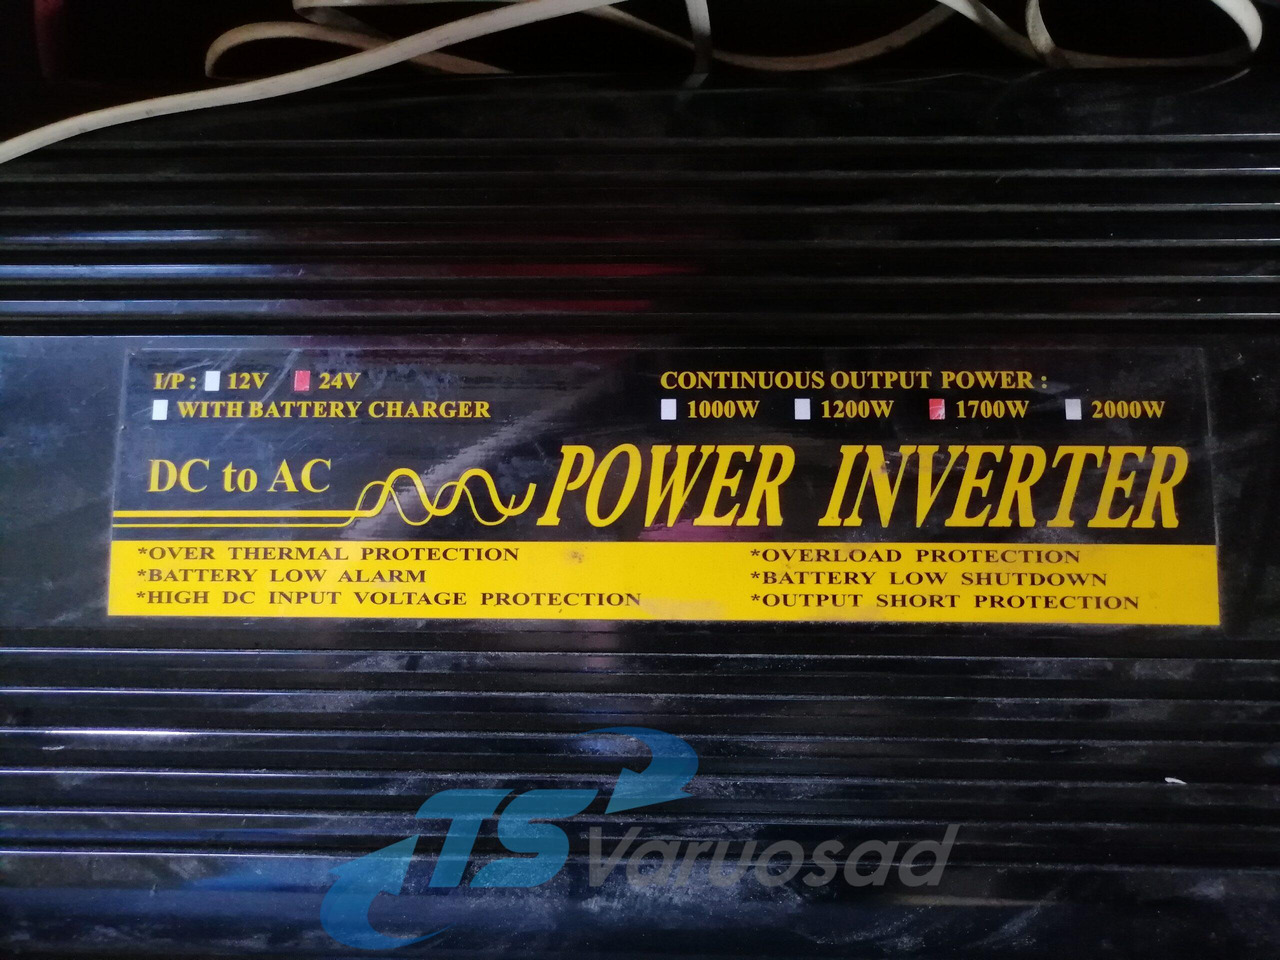 I/P : 12V 24V
WITH BATTERY CHARGER
CONTINUOUS OUTPUT POWER :
1000W 1200W 1700W 2000W
DC to AC POWER INVERTER
*OVER THERMAL PROTECTION
*BATTERY LOW ALARM
*HIGH DC INPUT VOLTAGE PROTECTION
*OVERLOAD PROTECTION
*BATTERY LOW SHUTDOWN
*OUTPUT SHORT PROTECTION
TS Varuosad